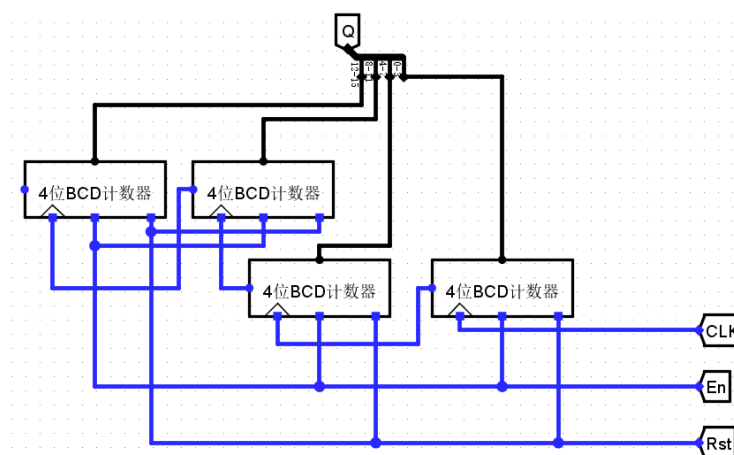 Q
12-15
8-11
4-7
0-3
4位BCD计数器
4位BCD计数器
4位BCD计数器
4位BCD计数器
CLK
En
Rst